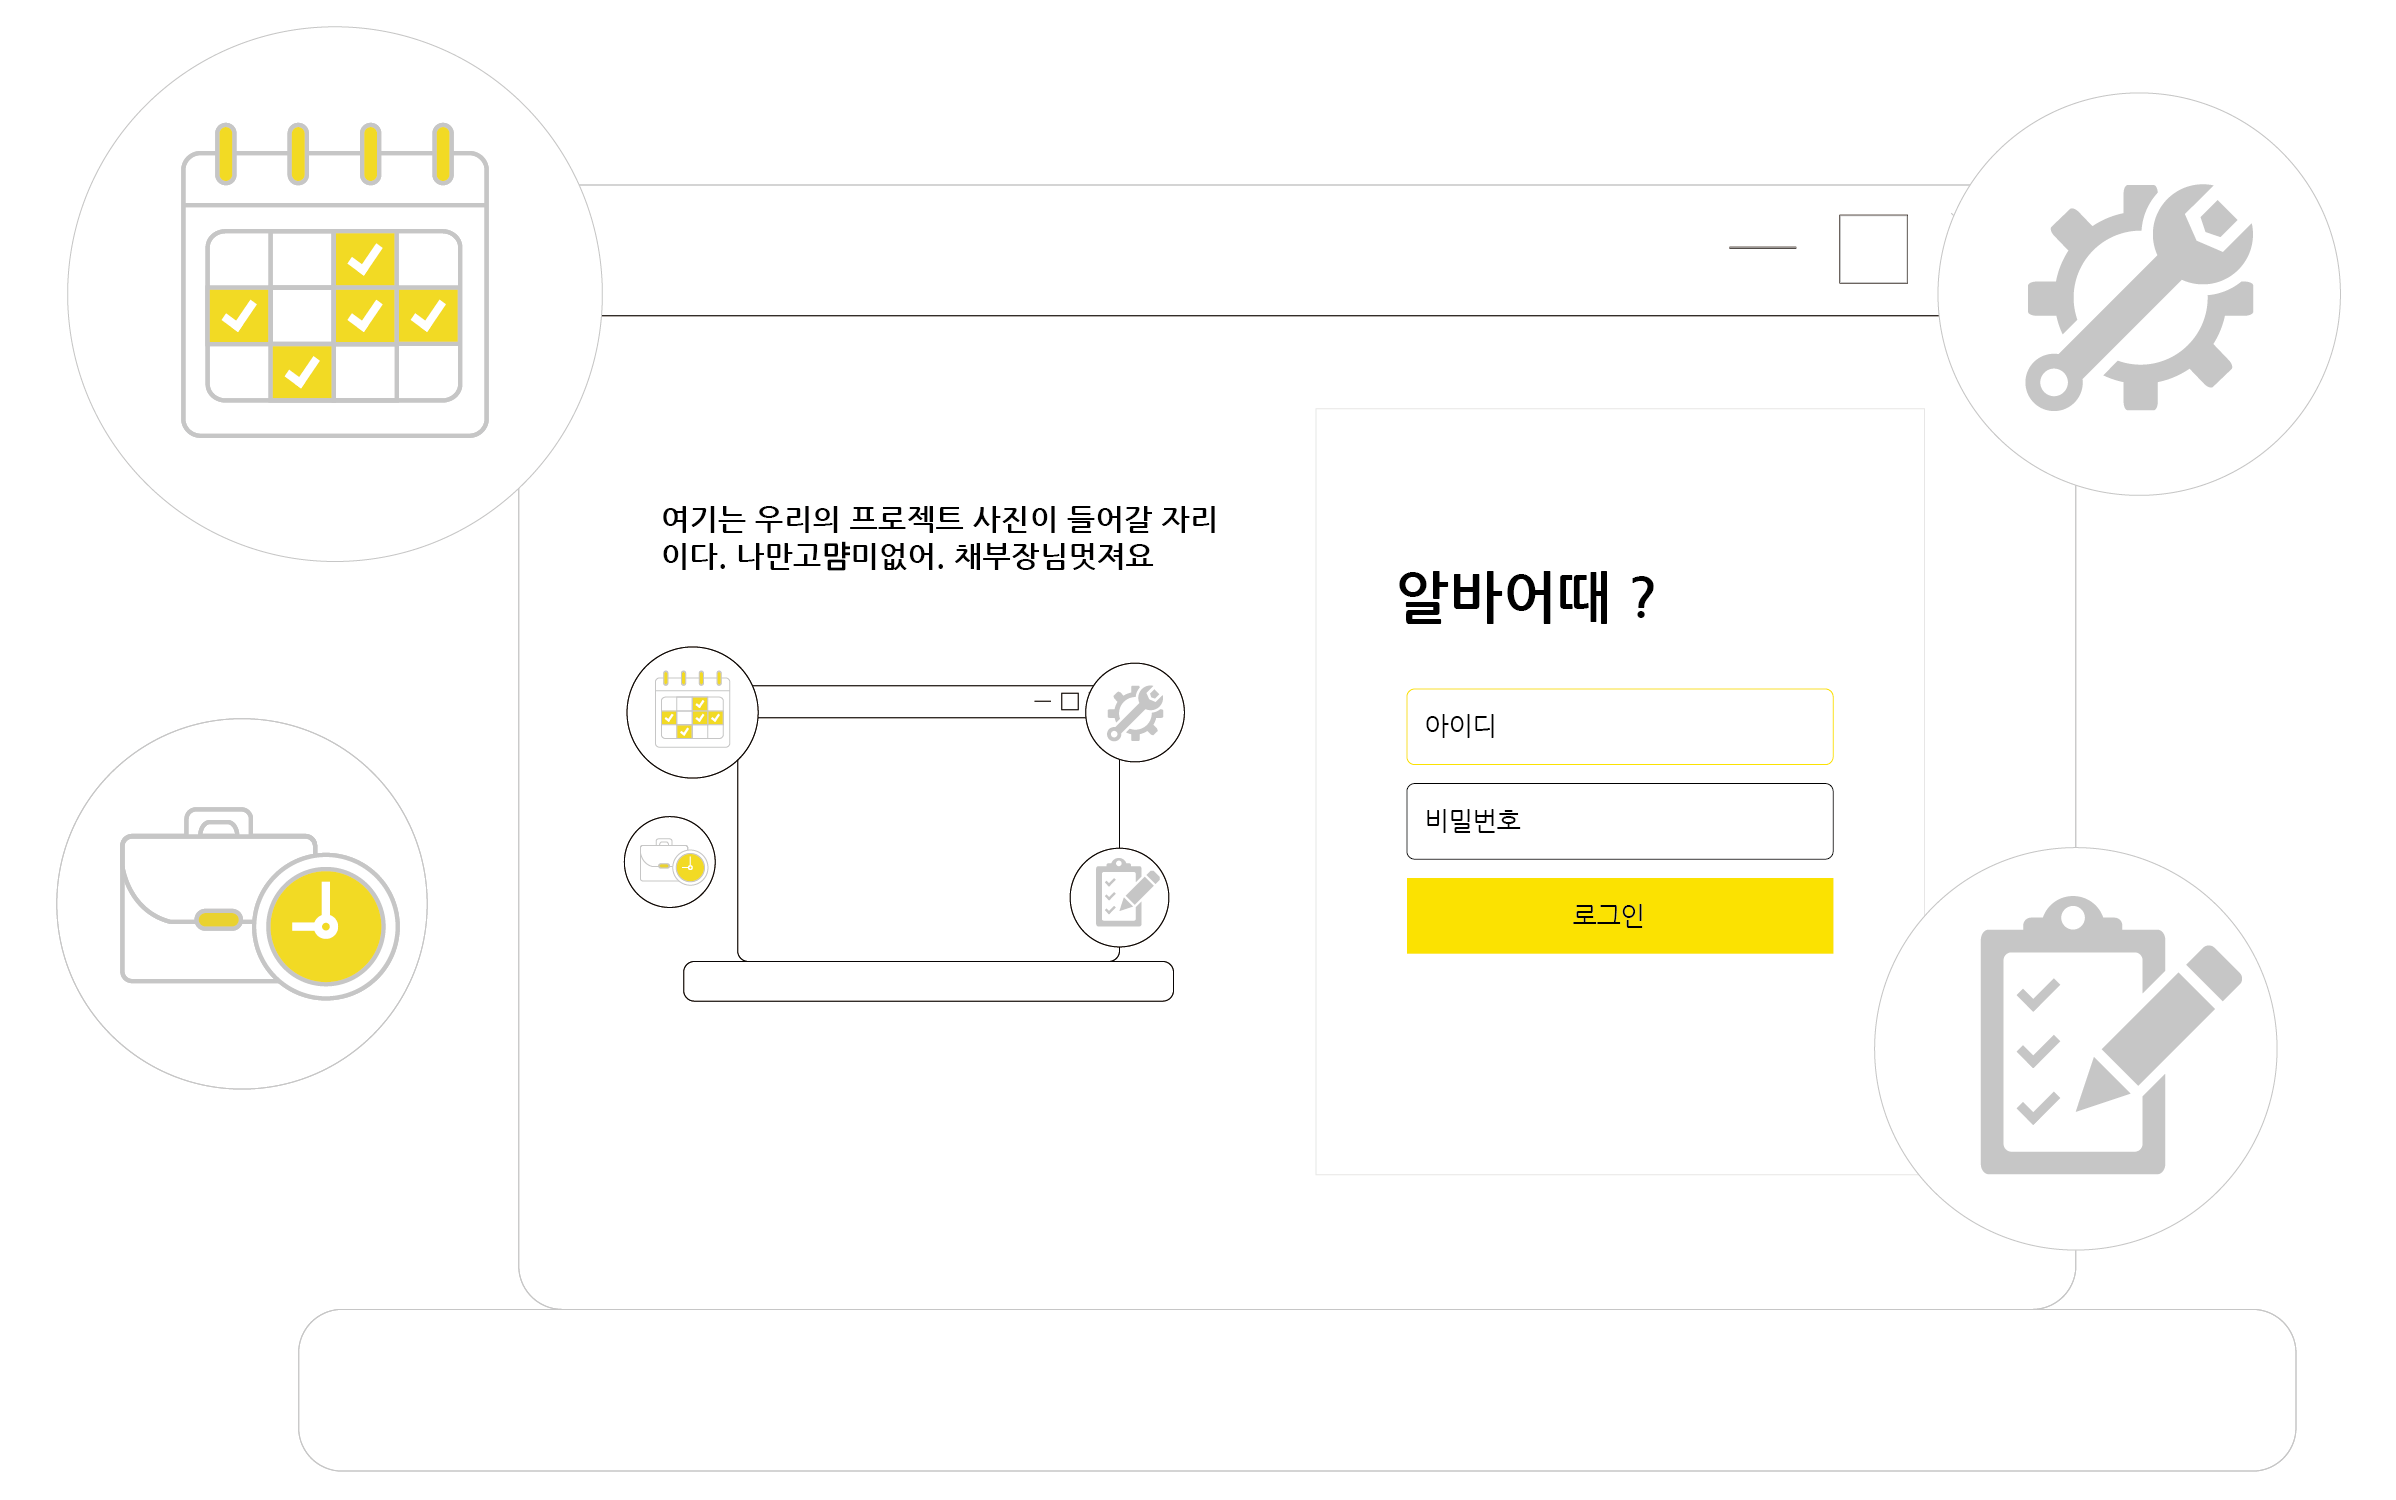 여기는 우리의 프로젝트 사진이 들어갈 자리
이다. 나만고먐미없어. 채부장님멋져요
알바어때 ?
아이디
비밀번호
로그인